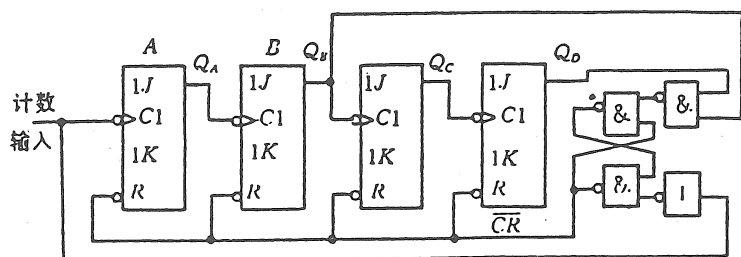 A B
Q_A Q_B Q_C Q_D
1J 1J 1J 1J
计数
输入
C1 C1 C1 C1
1K 1K 1K 1K
R R R R
& &
& 1
\overline{CR}